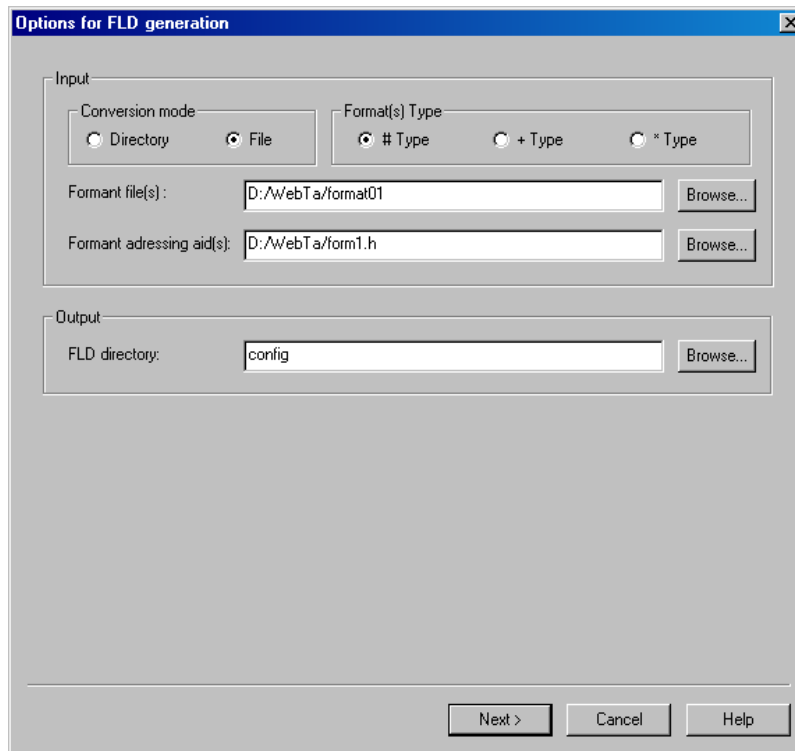 Options for FLD generation
Input
Conversion mode
Format(s) Type
Directory
File
# Type
+ Type
* Type
Formant file(s) :
D:/WebTa/format01
Browse...
Formant adressing aid(s):
D:/WebTa/form1.h
Browse...
Output
FLD directory:
config
Browse...
Next >
Cancel
Help